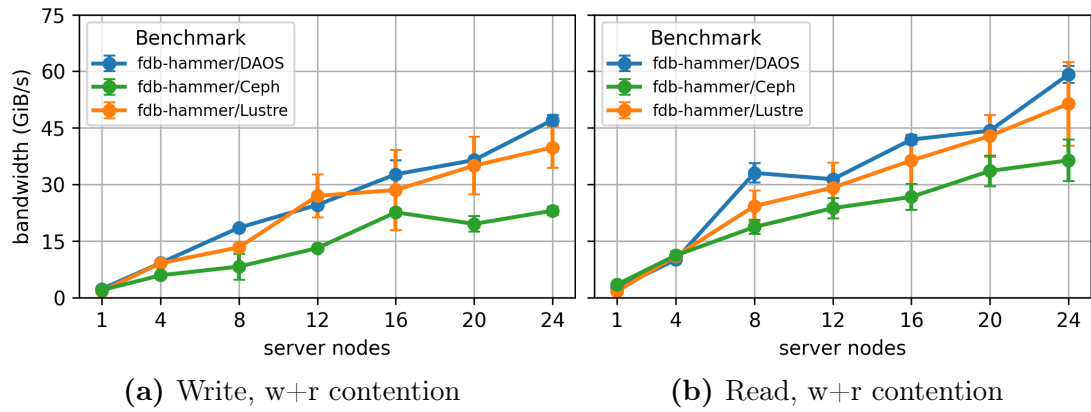 75
60
45
30
15
0
bandwidth (GiB/s)
Benchmark
fdb-hammer/DAOS
fdb-hammer/Ceph
fdb-hammer/Lustre
1 4 8 12 16 20 24
server nodes
(a) Write, w+r contention
Benchmark
fdb-hammer/DAOS
fdb-hammer/Ceph
fdb-hammer/Lustre
1 4 8 12 16 20 24
server nodes
(b) Read, w+r contention